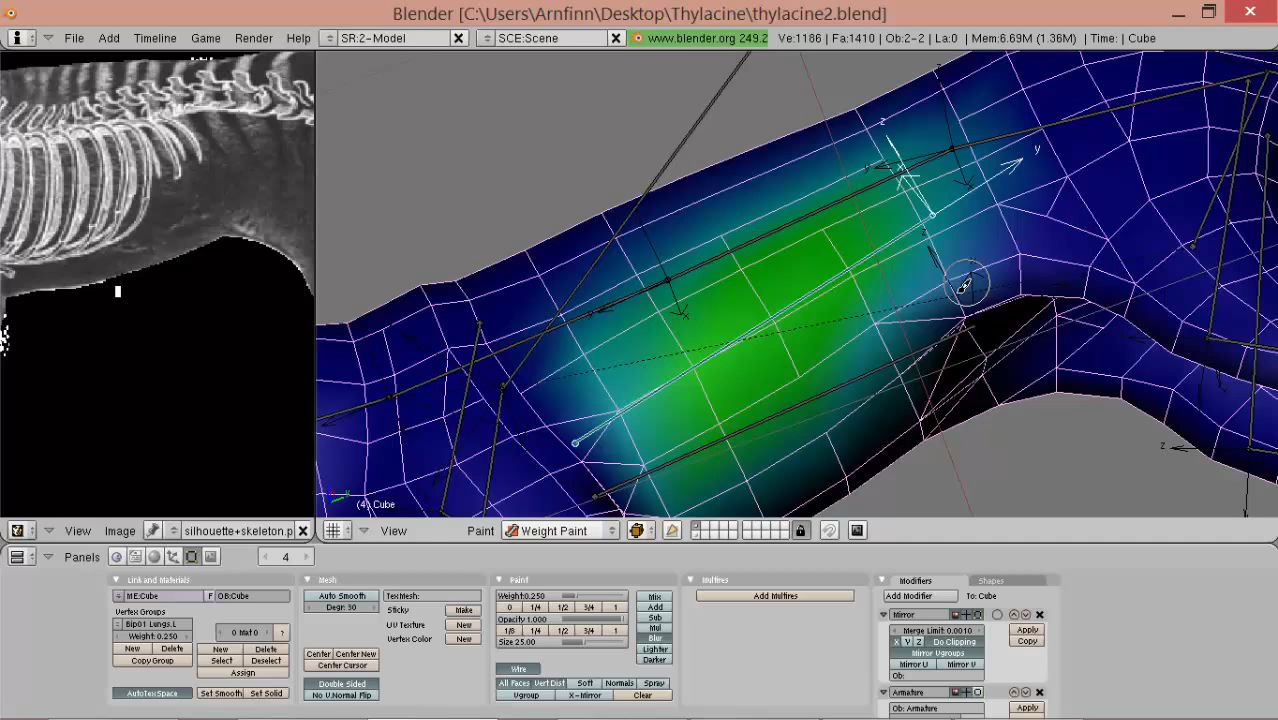 Blender [C:\Users\Arnfinn\Desktop\Thylacine\thylacine2.blend]
File Add Timeline Game Render Help SR:2-Model SCE:Scene www.blender.org 249.2 Ve:1186 | Fa:1410 | Ob:2-2 | La:0 | Mem:6.69M (1.36M) | Time: | Cube
z
y
y
x
z
x
z
(4) Cube
View Image silhouette+skeleton.p View Paint Weight Paint
Panels 4
Link and Materials Mesh Paint Multires Modifiers Shapes
ME:Cube F OB:Cube Auto Smooth TexMesh: Weight:0.250 Mix Add Multires Add Modifier To: Cube
Degr: 30 0 1/4 1/2 3/4 1 Add
Vertex Groups Sticky Make Sub Mirror
Bip01 Lungs.L Opacity 1.000
Weight: 0.250 0 Mat 0 ? UV Texture New 1/8 1/4 1/2 3/4 1 Mul Merge Limit: 0.0010 Apply
New Delete New Delete Vertex Color New Size 25.00 Blur X Y Z Do Clipping Copy
Copy Group Select Deselect Center Center New Lighter Mirror Vgroups
Assign Center Cursor Wire Darker Mirror U Mirror V
Ob:
AutoTexSpace Set Smooth Set Solid Double Sided All Faces Vert Dist Soft Normals Spray Armature
No V.Normal Flip Vgroup X-Mirror Clear Ob: Armature Apply